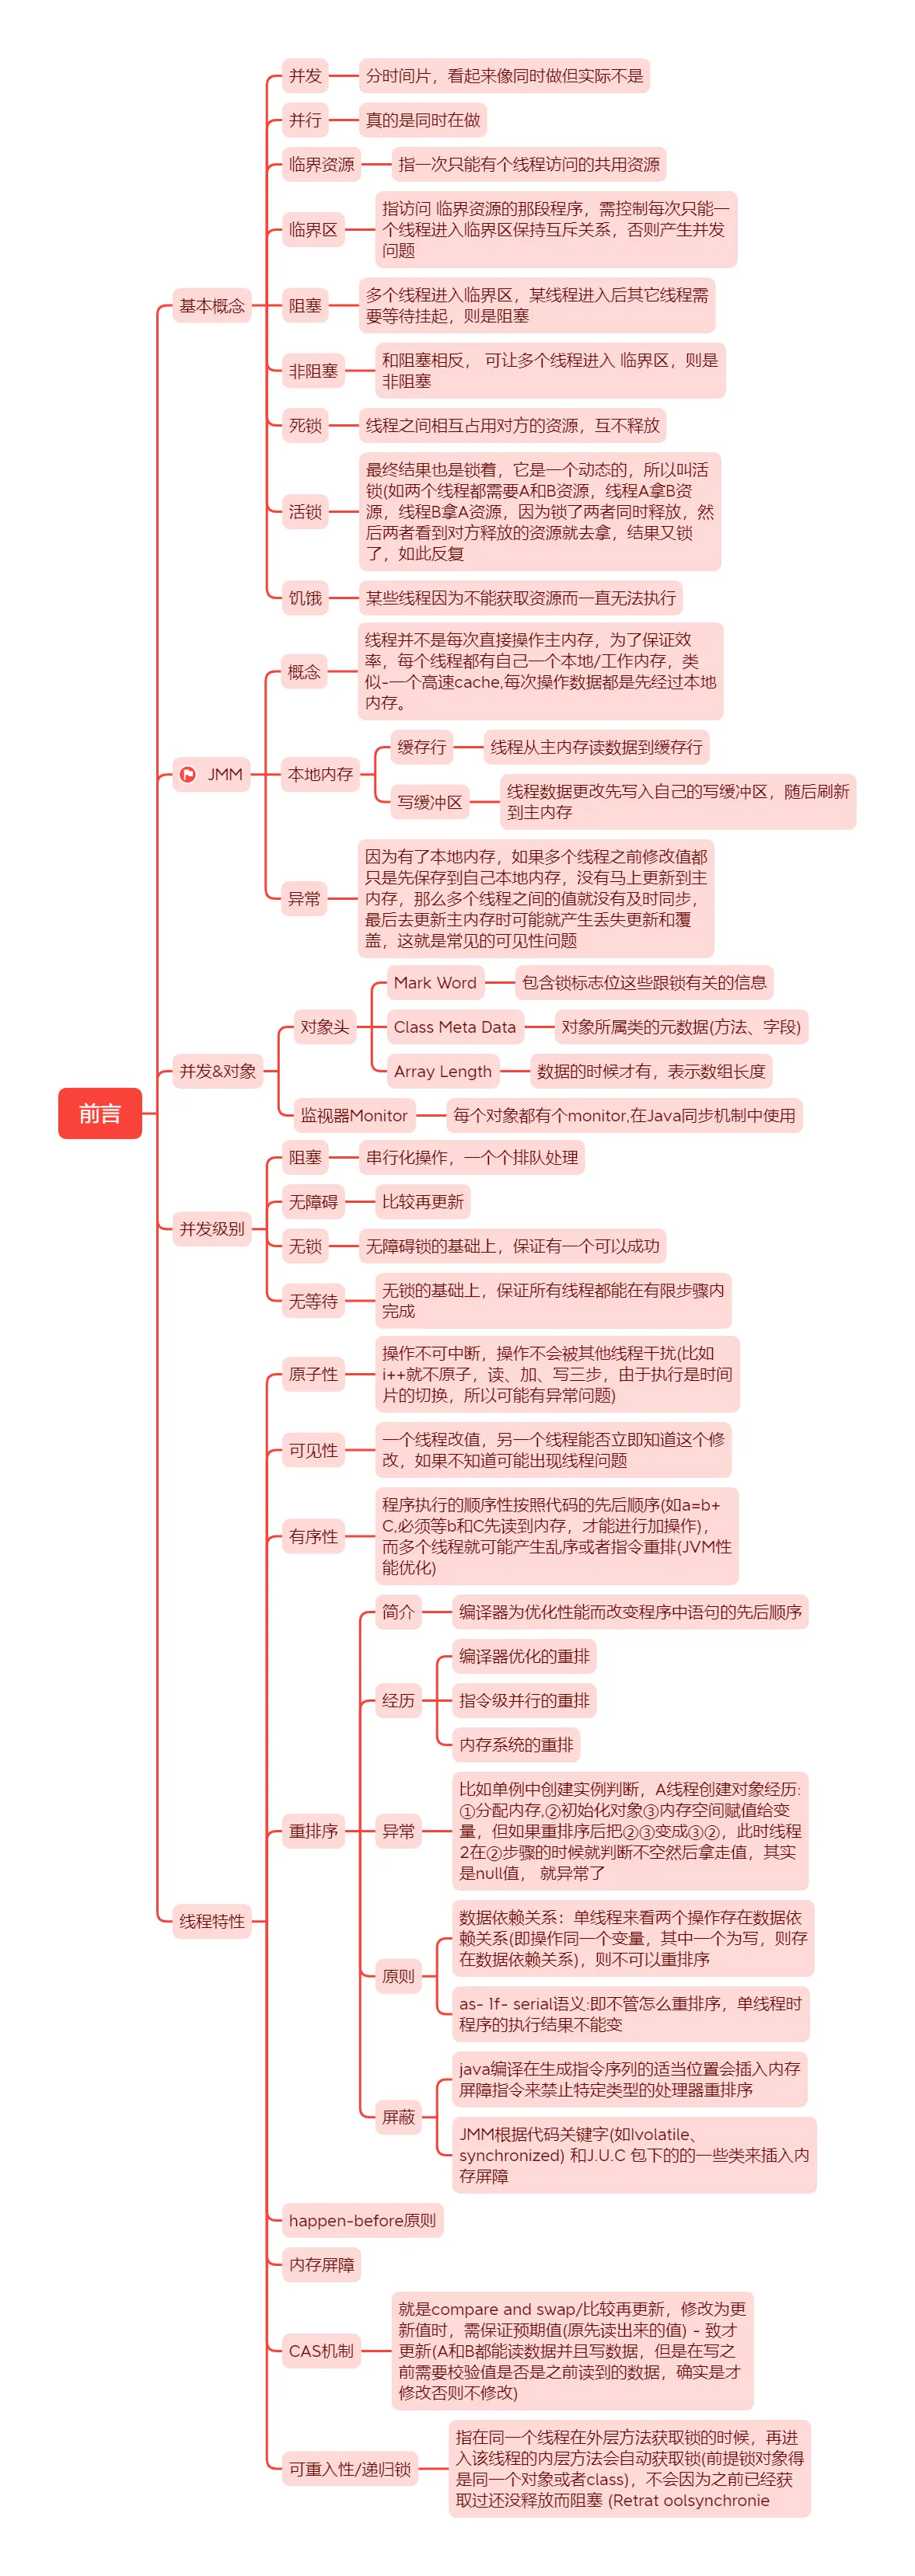 前言
基本概念
并发
分时间片，看起来像同时做但实际不是
并行
真的是同时在做
临界资源
指一次只能有个线程访问的共用资源
临界区
指访问 临界资源的那段程序，需控制每次只能一
个线程进入临界区保持互斥关系，否则产生并发
问题
阻塞
多个线程进入临界区，某线程进入后其它线程需
要等待挂起，则是阻塞
非阻塞
和阻塞相反， 可让多个线程进入 临界区，则是
非阻塞
死锁
线程之间相互占用对方的资源，互不释放
活锁
最终结果也是锁着，它是一个动态的，所以叫活
锁(如两个线程都需要A和B资源，线程A拿B资
源，线程B拿A资源，因为锁了两者同时释放，然
后两者看到对方释放的资源就去拿，结果又锁
了，如此反复
饥饿
某些线程因为不能获取资源而一直无法执行
JMM
概念
线程并不是每次直接操作主内存，为了保证效
率，每个线程都有自己一个本地/工作内存，类
似-一个高速cache,每次操作数据都是先经过本地
内存。
本地内存
缓存行
线程从主内存读数据到缓存行
写缓冲区
线程数据更改先写入自己的写缓冲区，随后刷新
到主内存
异常
因为有了本地内存，如果多个线程之前修改值都
只是先保存到自己本地内存，没有马上更新到主
内存，那么多个线程之间的值就没有及时同步，
最后去更新主内存时可能就产生丢失更新和覆
盖，这就是常见的可见性问题
并发&对象
对象头
Mark Word
包含锁标志位这些跟锁有关的信息
Class Meta Data
对象所属类的元数据(方法、字段)
Array Length
数据的时候才有，表示数组长度
监视器Monitor
每个对象都有个monitor,在Java同步机制中使用
并发级别
阻塞
串行化操作，一个个排队处理
无障碍
比较再更新
无锁
无障碍锁的基础上，保证有一个可以成功
无等待
无锁的基础上，保证所有线程都能在有限步骤内
完成
线程特性
原子性
操作不可中断，操作不会被其他线程干扰(比如
i++就不原子，读、加、写三步，由于执行是时间
片的切换，所以可能有异常问题)
可见性
一个线程改值，另一个线程能否立即知道这个修
改，如果不知道可能出现线程问题
有序性
程序执行的顺序性按照代码的先后顺序(如a=b+
C,必须等b和C先读到内存，才能进行加操作)，
而多个线程就可能产生乱序或者指令重排(JVM性
能优化)
重排序
简介
编译器为优化性能而改变程序中语句的先后顺序
经历
编译器优化的重排
指令级并行的重排
内存系统的重排
异常
比如单例中创建实例判断，A线程创建对象经历:
①分配内存,②初始化对象③内存空间赋值给变
量，但如果重排序后把②③变成③②，此时线程
2在②步骤的时候就判断不空然后拿走值，其实
是null值， 就异常了
原则
数据依赖关系：单线程来看两个操作存在数据依
赖关系(即操作同一个变量，其中一个为写，则存
在数据依赖关系)，则不可以重排序
as- lf- serial语义:即不管怎么重排序，单线程时
程序的执行结果不能变
屏蔽
java编译在生成指令序列的适当位置会插入内存
屏障指令来禁止特定类型的处理器重排序
JMM根据代码关键字(如lvolatile、
synchronized) 和J.U.C 包下的的一些类来插入内
存屏障
happen-before原则
内存屏障
CAS机制
就是compare and swap/比较再更新，修改为更
新值时，需保证预期值(原先读出来的值) - 致才
更新(A和B都能读数据并且写数据，但是在写之
前需要校验值是否是之前读到的数据，确实是才
修改否则不修改)
可重入性/递归锁
指在同一个线程在外层方法获取锁的时候，再进
入该线程的内层方法会自动获取锁(前提锁对象得
是同一个对象或者class)，不会因为之前已经获
取过还没释放而阻塞 (Retrat oolsynchronie